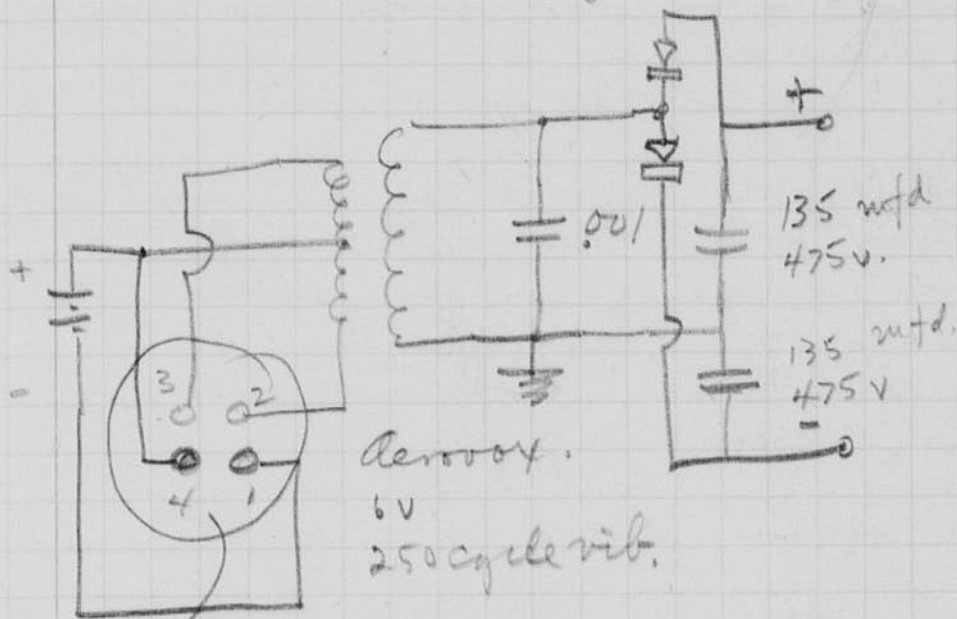 +
+
.001
135 mfd
475 v.
135 mfd.
475 V
-
+
-
3 2
4 1
Aerovox.
6 V
250 cycle vib.